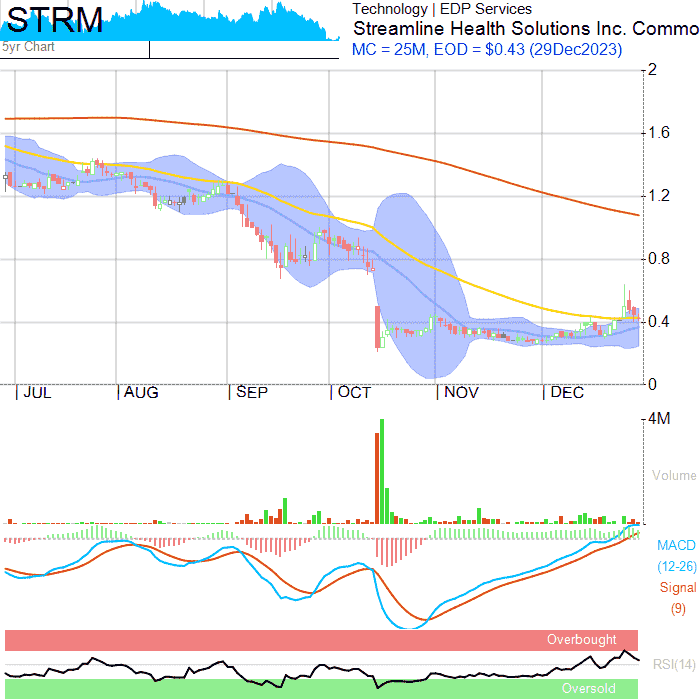 STRM
Technology | EDP Services
Streamline Health Solutions Inc. Commo
5yr Chart
MC = 25M, EOD = $0.43 (29Dec2023)
2
1.6
1.2
0.8
0.4
0
JUL AUG SEP OCT NOV DEC
4M
Volume
MACD
(12-26)
Signal
(9)
Overbought
RSI(14)
Oversold